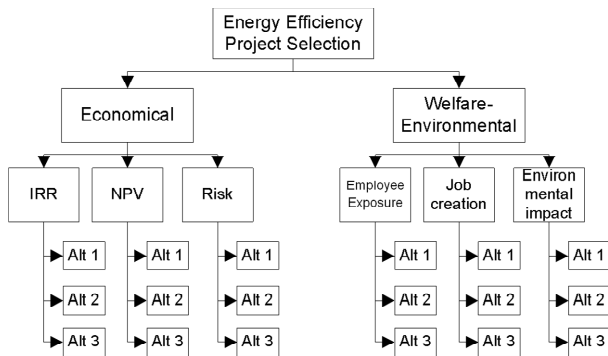 Energy Efficiency
Project Selection
Economical
Welfare-
Environmental
IRR
NPV
Risk
Employee
Exposure
Job
creation
Environ
mental
impact
Alt 1
Alt 1
Alt 1
Alt 1
Alt 1
Alt 1
Alt 2
Alt 2
Alt 2
Alt 2
Alt 2
Alt 2
Alt 3
Alt 3
Alt 3
Alt 3
Alt 3
Alt 3